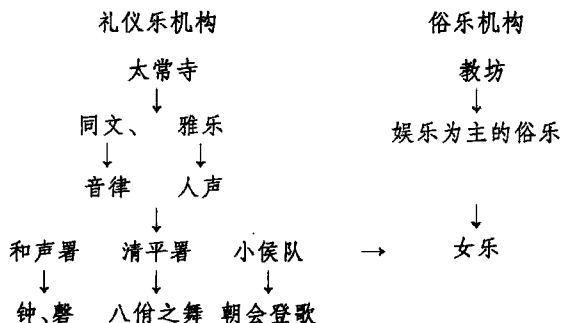 礼仪乐机构 俗乐机构
太常寺 教坊
↓ ↓
同文、 雅乐 娱乐为主的俗乐
↓ ↓
音律 人声
↓ ↓
和声署 清平署 小侯队 → 女乐
↓ ↓ ↓
钟、磬 八佾之舞 朝会登歌